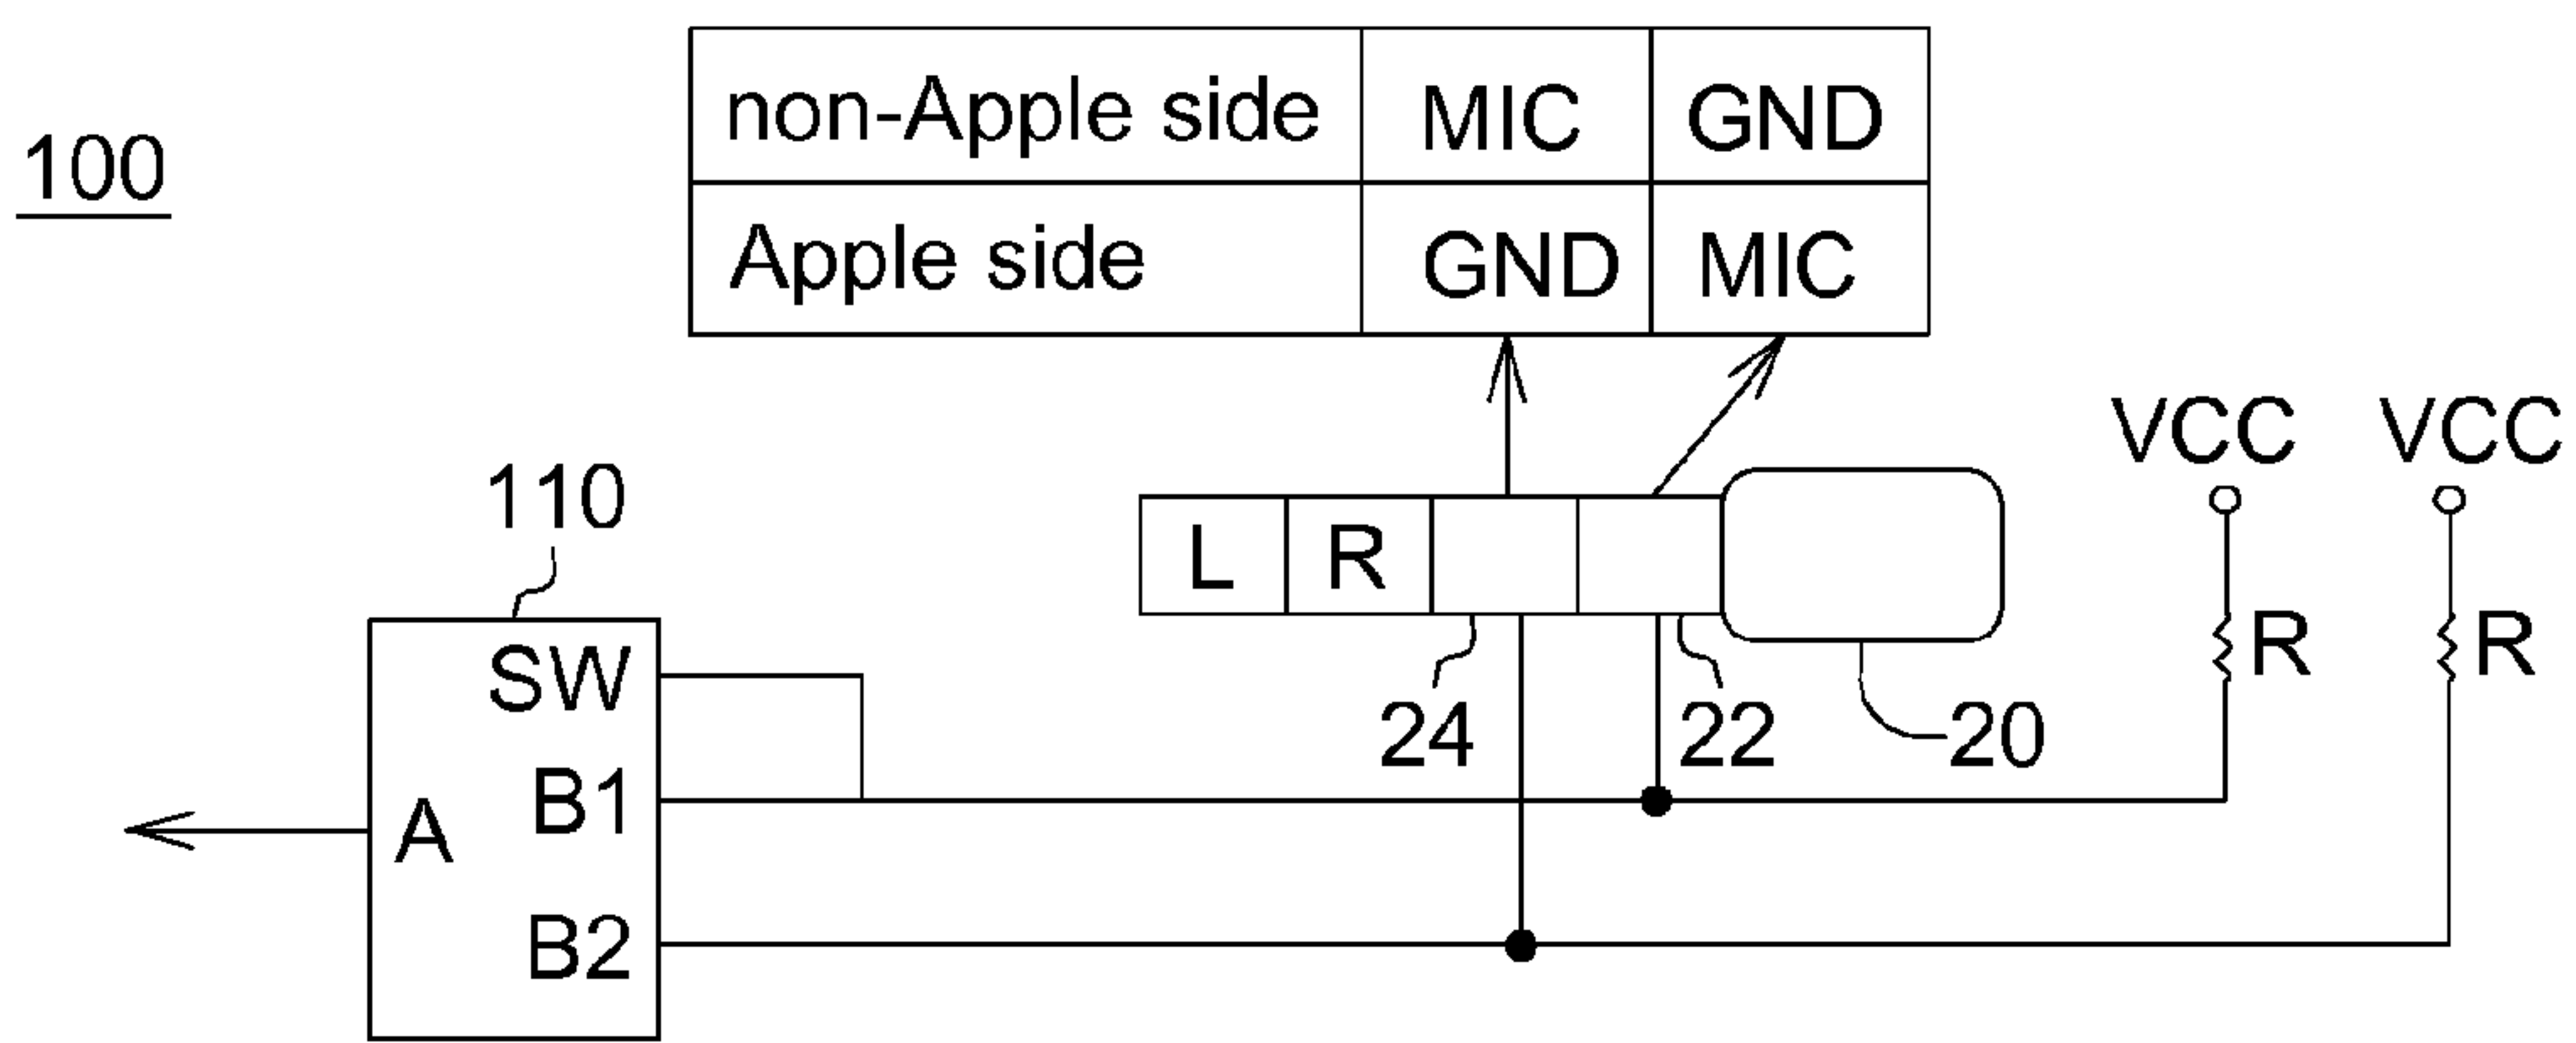 non-Apple side MIC GND
100
Apple side GND MIC
VCC VCC
110
L R
SW
R R
24 22 20
B1
A
B2